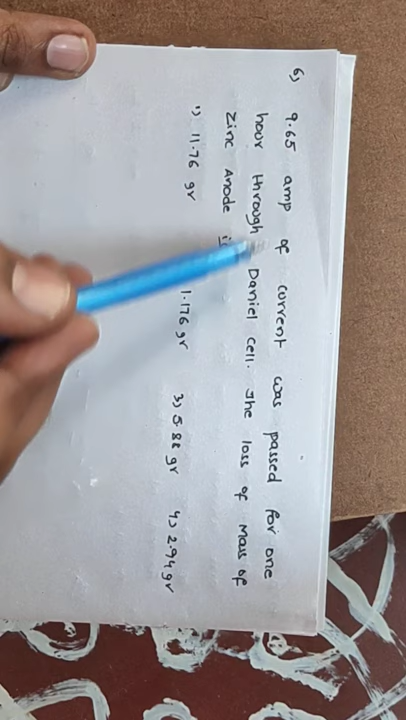 6) 9.65 amp of current was passed for one
hour through Daniel cell. The loss of Mass of
Zinc Anode
1) 11.76 gr 1.176 gr 3) 5.88 gr 4) 2.94 gr